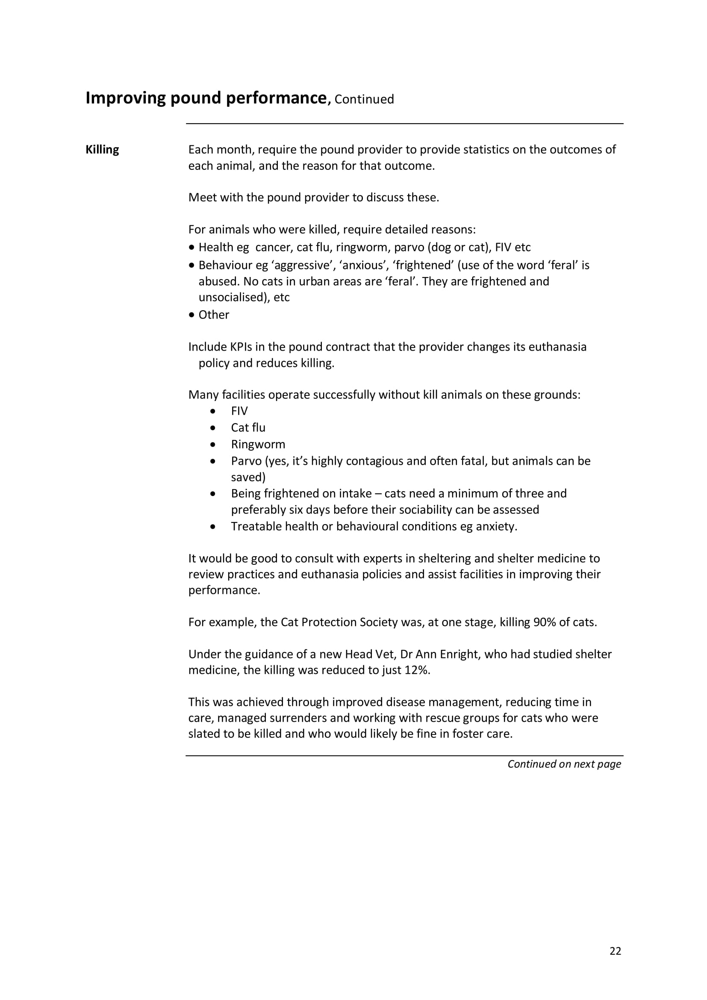 Improving pound performance, Continued
Killing
Each month, require the pound provider to provide statistics on the outcomes of
each animal, and the reason for that outcome.
Meet with the pound provider to discuss these.
For animals who were killed, require detailed reasons:
• Health eg  cancer, cat flu, ringworm, parvo (dog or cat), FIV etc
• Behaviour eg ‘aggressive’, ‘anxious’, ‘frightened’ (use of the word ‘feral’ is
abused. No cats in urban areas are ‘feral’. They are frightened and
unsocialised), etc
• Other
Include KPIs in the pound contract that the provider changes its euthanasia
policy and reduces killing.
Many facilities operate successfully without kill animals on these grounds:
• FIV
• Cat flu
• Ringworm
• Parvo (yes, it’s highly contagious and often fatal, but animals can be
saved)
• Being frightened on intake – cats need a minimum of three and
preferably six days before their sociability can be assessed
• Treatable health or behavioural conditions eg anxiety.
It would be good to consult with experts in sheltering and shelter medicine to
review practices and euthanasia policies and assist facilities in improving their
performance.
For example, the Cat Protection Society was, at one stage, killing 90% of cats.
Under the guidance of a new Head Vet, Dr Ann Enright, who had studied shelter
medicine, the killing was reduced to just 12%.
This was achieved through improved disease management, reducing time in
care, managed surrenders and working with rescue groups for cats who were
slated to be killed and who would likely be fine in foster care.
Continued on next page
22